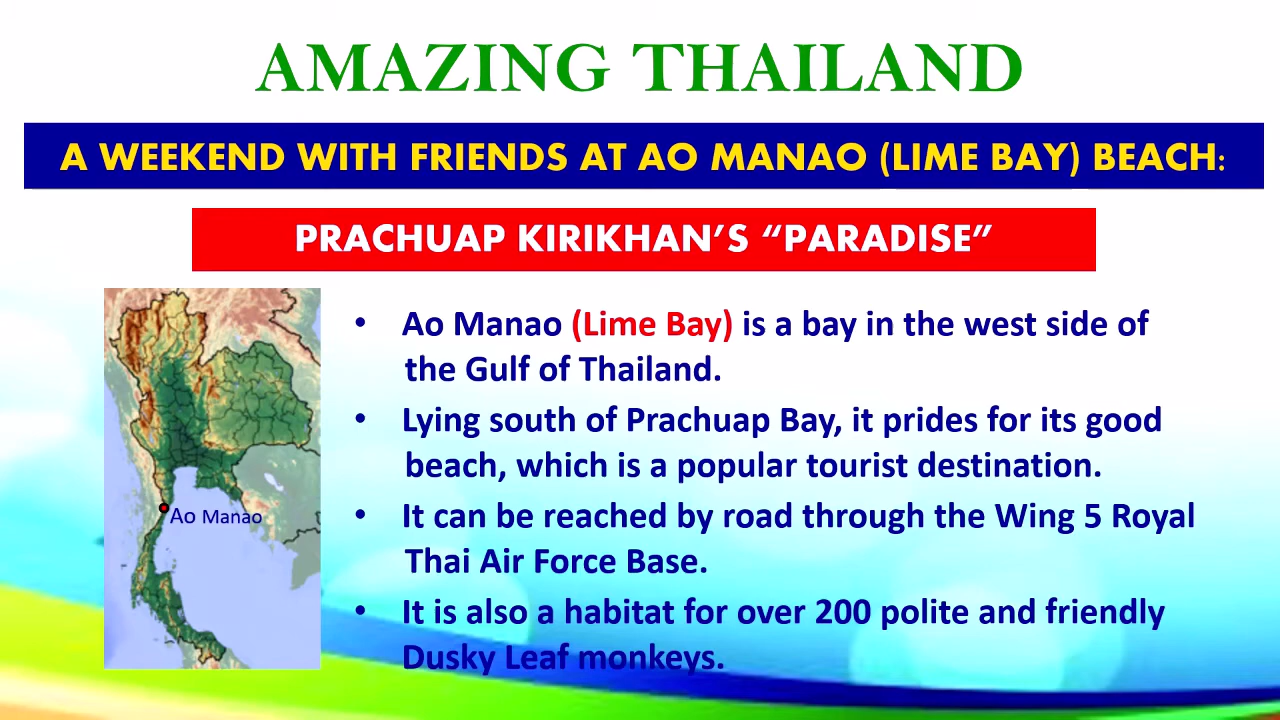 AMAZING THAILAND
A WEEKEND WITH FRIENDS AT AO MANAO (LIME BAY) BEACH:
PRACHUAP KIRIKHAN'S “PARADISE”
• Ao Manao (Lime Bay) is a bay in the west side of
the Gulf of Thailand.
• Lying south of Prachuap Bay, it prides for its good
beach, which is a popular tourist destination.
• It can be reached by road through the Wing 5 Royal
Thai Air Force Base.
• It is also a habitat for over 200 polite and friendly
Dusky Leaf monkeys.
Ao Manao